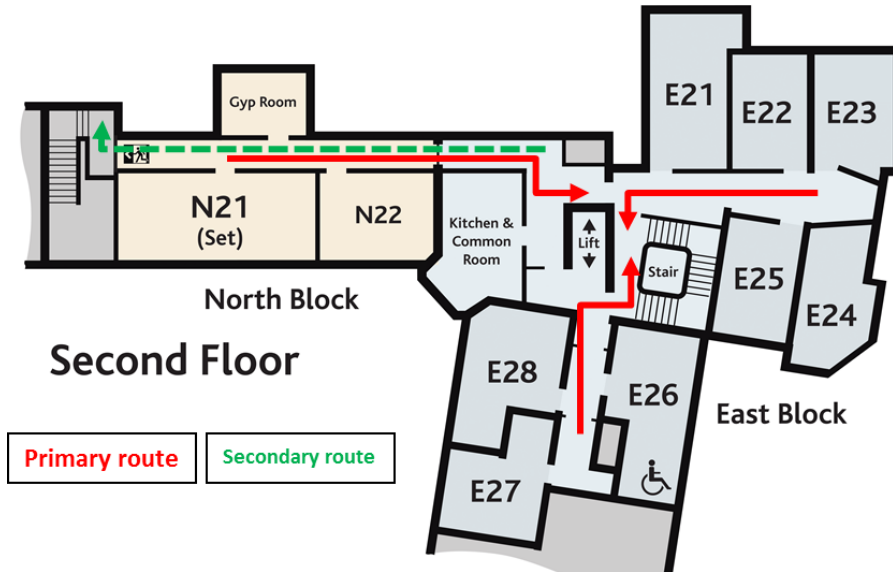 Gyp Room
E21
E22
E23
N21
(Set)
N22
Kitchen &
Common
Room
Lift
Stair
E25
E24
North Block
Second Floor
E28
E26
East Block
E27
Primary route
Secondary route